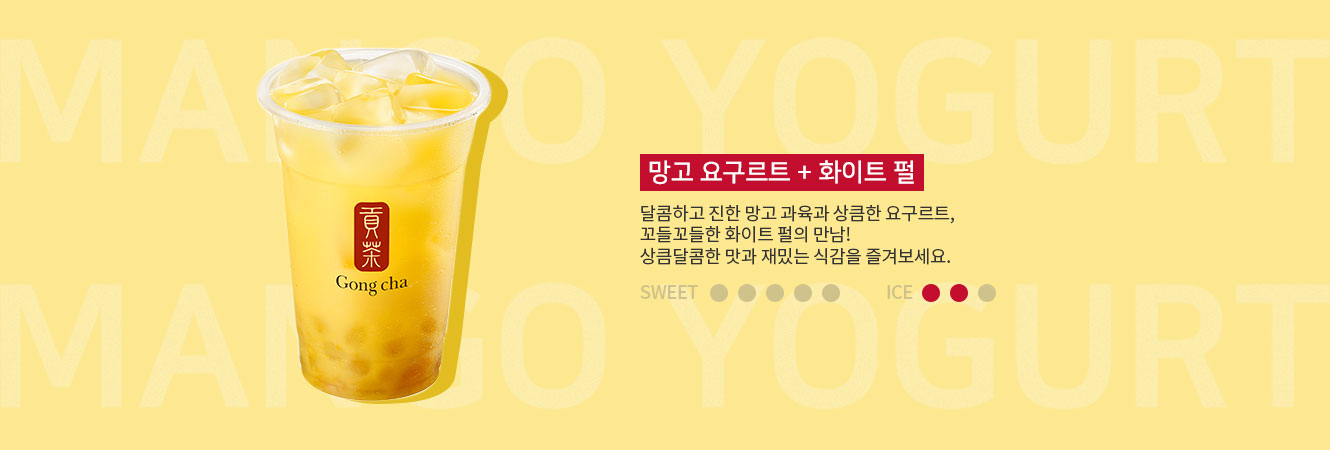 MANGO YOGURT
貢茶
Gong cha
망고 요구르트 + 화이트 펄
달콤하고 진한 망고 과육과 상큼한 요구르트,
꼬들꼬들한 화이트 펄의 만남!
상큼달콤한 맛과 재밌는 식감을 즐겨보세요.
SWEET ICE
MANGO YOGURT